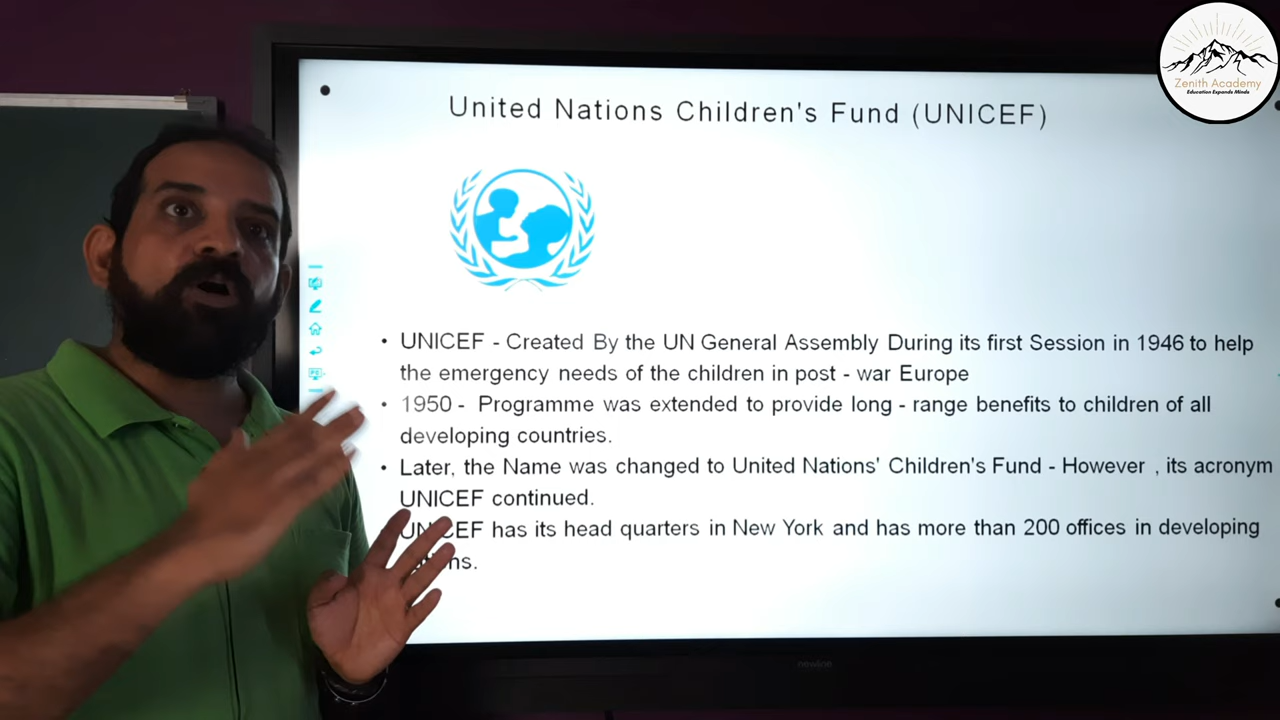 Zenith Academy
Education Expands Minds
United Nations Children's Fund (UNICEF)
• UNICEF - Created By the UN General Assembly During its first Session in 1946 to help
the emergency needs of the children in post - war Europe
• 1950 - Programme was extended to provide long - range benefits to children of all
developing countries.
• Later, the Name was changed to United Nations' Children's Fund - However , its acronym
UNICEF continued.
UNICEF has its head quarters in New York and has more than 200 offices in developing